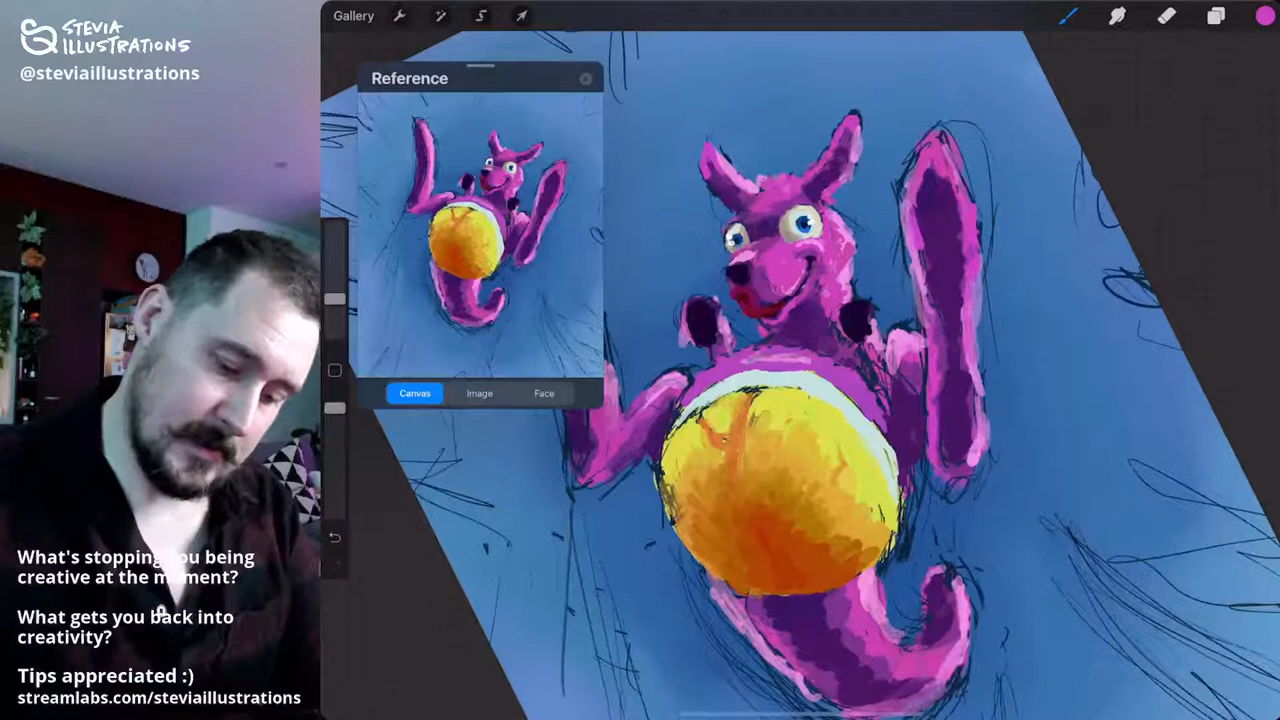 STEVIA
ILLUSTRATIONS
@steviaillustrations
Gallery
Reference
Canvas
Image
Face
What's stopping you being
creative at the moment?
What gets you back into
creativity?
Tips appreciated :)
streamlabs.com/steviaillustrations